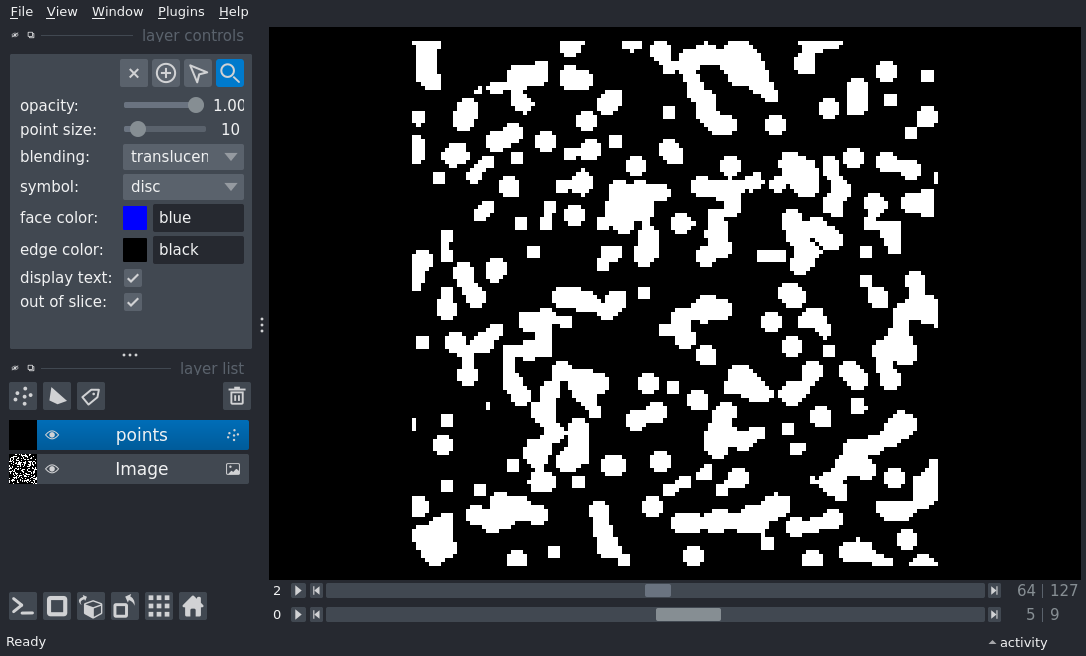 File View Window Plugins Help
layer controls
opacity: 1.00
point size: 10
blending: translucen
symbol: disc
face color: blue
edge color: black
display text:
out of slice:
layer list
points
Image
2 64 127
0 5 9
Ready
activity